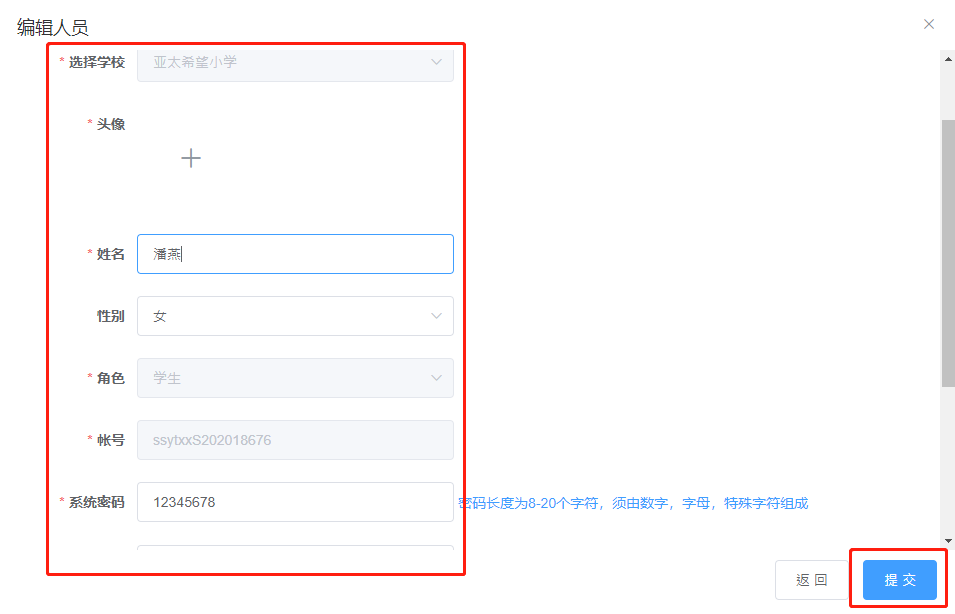 编辑人员
* 选择学校 亚太希望小学
* 头像
* 姓名 潘燕
性别 女
* 角色 学生
* 帐号 ssytxxS202018676
* 系统密码 12345678 密码长度为8-20个字符，须由数字，字母，特殊字符组成
返 回 提 交